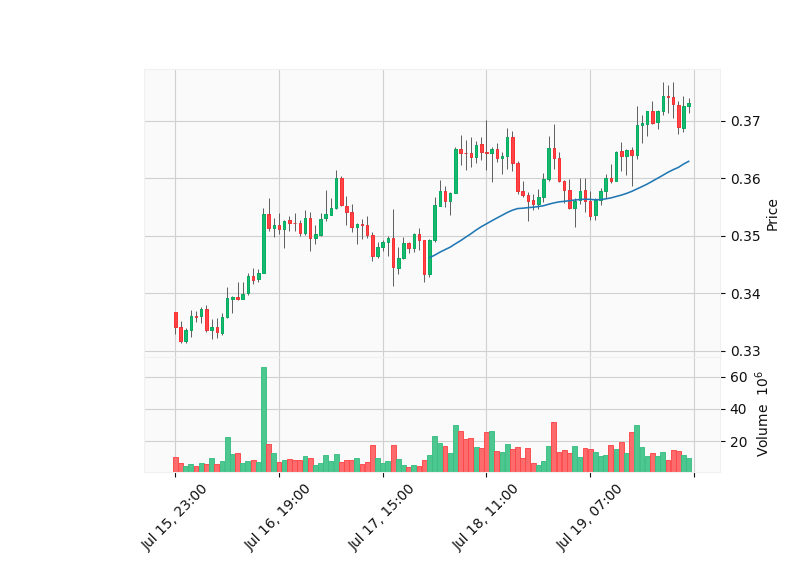 0.37
0.36
0.35
0.34
0.33
Price
60
40
20
Volume 10^6
Jul 15, 23:00
Jul 16, 19:00
Jul 17, 15:00
Jul 18, 11:00
Jul 19, 07:00